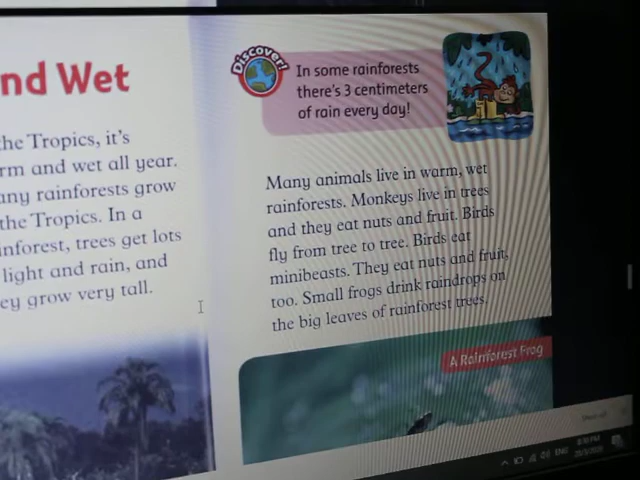 nd Wet
the Tropics, it's
rm and wet all year.
any rainforests grow
the Tropics. In a
inforest, trees get lots
light and rain, and
ey grow very tall.
Discover!
In some rainforests
there's 3 centimeters
of rain every day!
Many animals live in warm, wet
rainforests. Monkeys live in trees
and they eat nuts and fruit. Birds
fly from tree to tree. Birds eat
minibeasts. They eat nuts and fruit,
too. Small frogs drink raindrops on
the big leaves of rainforest trees.
A Rainforest Frog
ENG